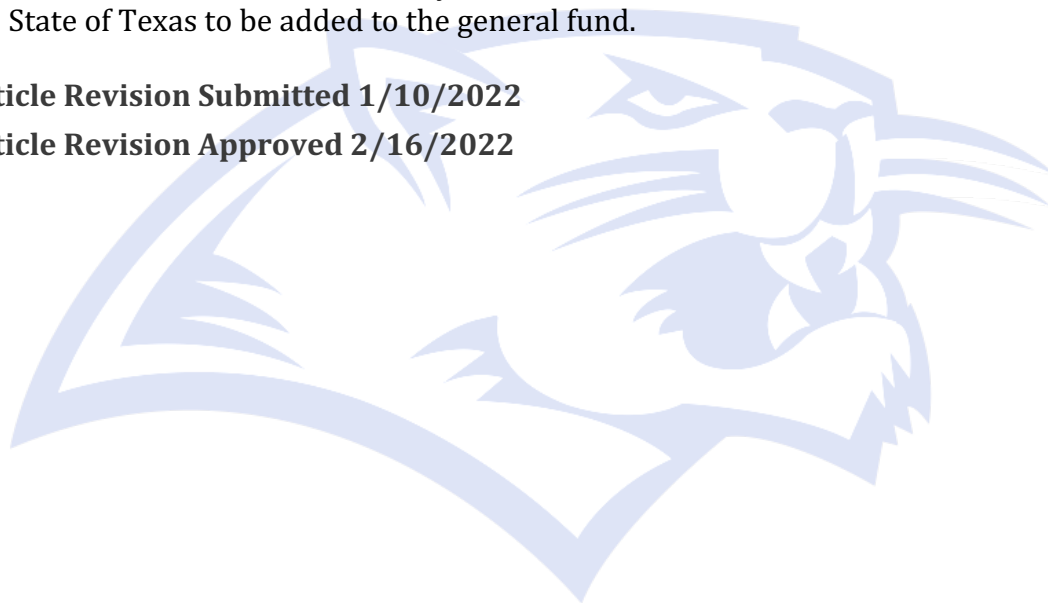 State of Texas to be added to the general fund.
ticle Revision Submitted 1/10/2022
ticle Revision Approved 2/16/2022